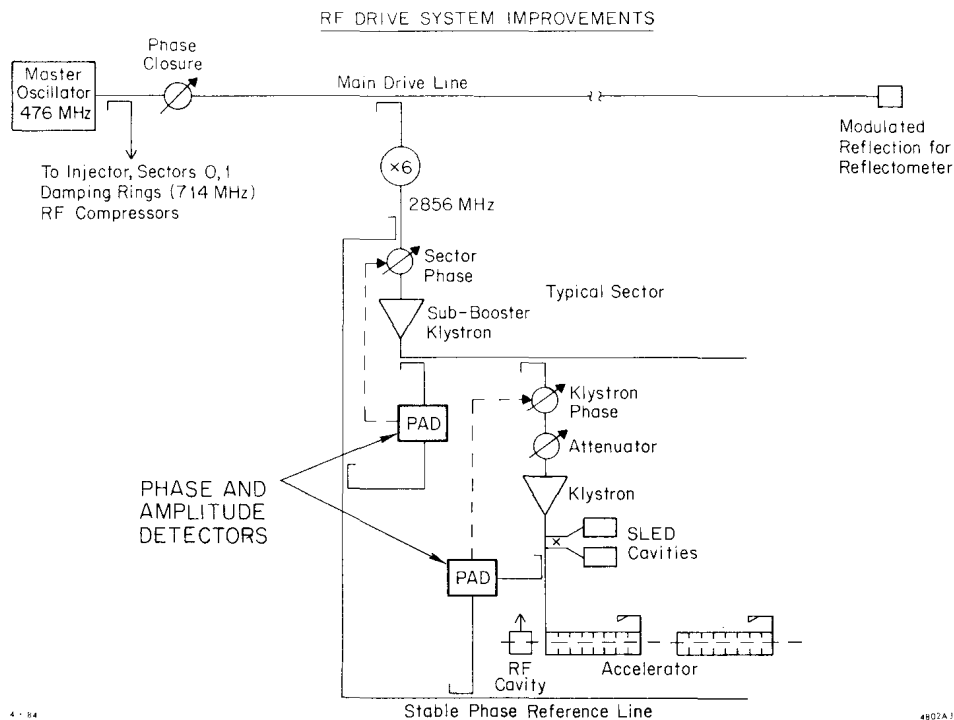 RF DRIVE SYSTEM IMPROVEMENTS
Phase
Closure
Master
Oscillator
476 MHz
Main Drive Line
Modulated
Reflection for
Reflectometer
To Injector, Sectors 0,1
Damping Rings (714 MHz)
RF Compressors
×6
2856 MHz
Sector
Phase
Typical Sector
Sub-Booster
Klystron
Klystron
Phase
PAD
Attenuator
PHASE AND
AMPLITUDE
DETECTORS
Klystron
SLED
Cavities
x
PAD
RF
Cavity
Accelerator
Stable Phase Reference Line
4 - 84
4802A1